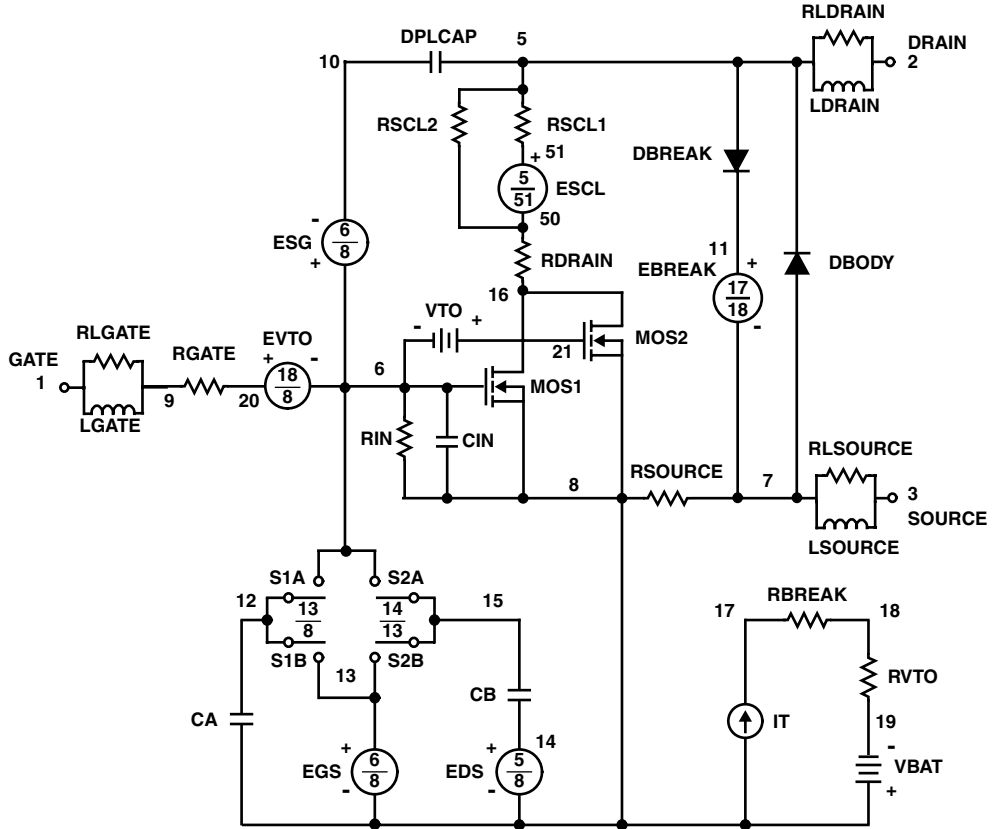 RLDRAIN
DPLCAP
5
DRAIN
2
10
LDRAIN
RSCL2
RSCL1
+ 51
DBREAK
5
51
ESCL
50
-
6
8
ESG
+
11
+
EBREAK
17
18
-
DBODY
RDRAIN
16
VTO
-
+
21
MOS2
RLGATE
GATE
1
RGATE
EVTO
+
-
18
8
6
MOS1
9
20
LGATE
RIN
CIN
8
RSOURCE
7
RLSOURCE
3
SOURCE
LSOURCE
S1A
S2A
12
13
8
14
13
15
S1B
S2B
13
RBREAK
17
18
RVTO
CA
CB
IT
19
-
VBAT
+
+
EGS
6
8
-
+
14
EDS
5
8
-